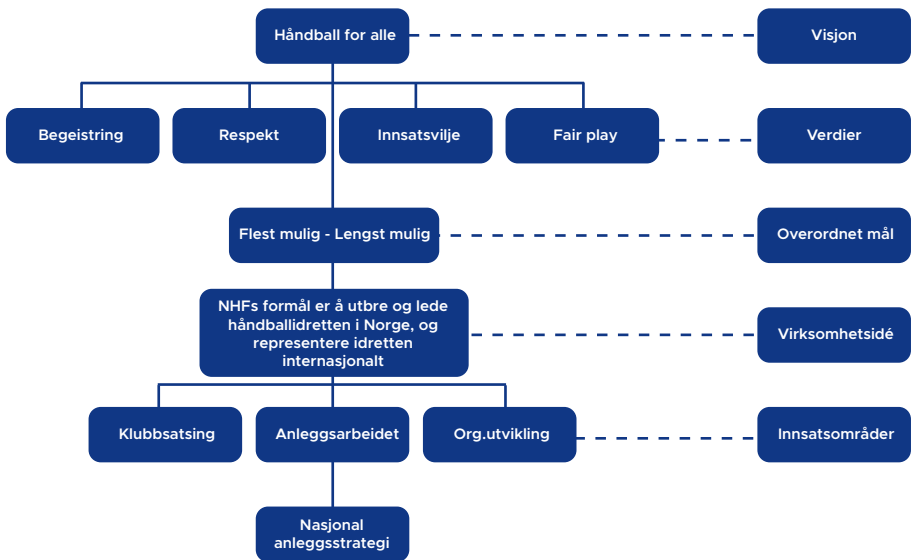 Håndball for alle
Visjon
Begeistring
Respekt
Innsatsvilje
Fair play
Verdier
Flest mulig - Lengst mulig
Overordnet mål
NHFs formål er å utbre og lede
håndballidretten i Norge, og
representere idretten
internasjonalt
Virksomhetsidé
Klubbsatsing
Anleggsarbeidet
Org.utvikling
Innsatsområder
Nasjonal
anleggsstrategi